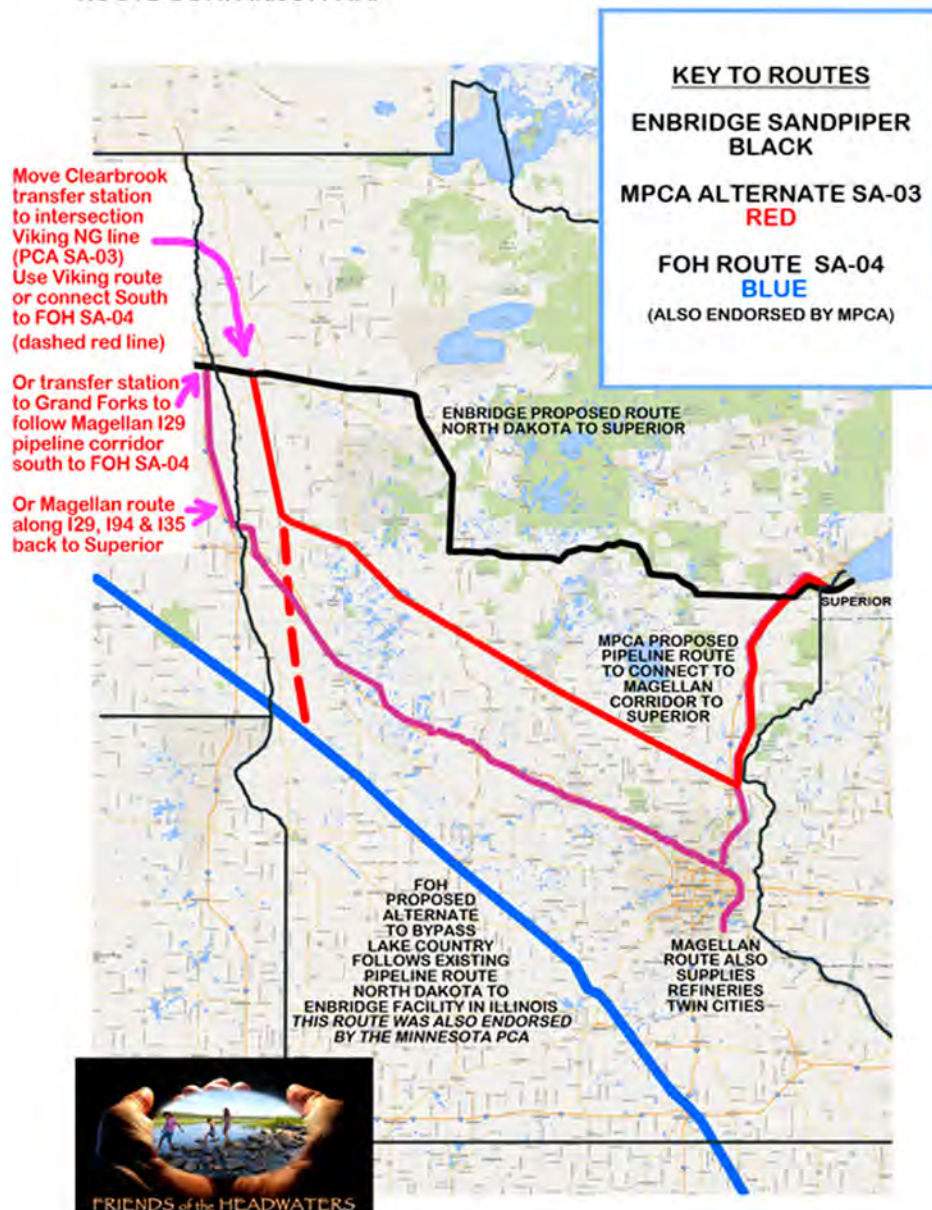 KEY TO ROUTES
ENBRIDGE SANDPIPER
BLACK
MPCA ALTERNATE SA-03
RED
FOH ROUTE SA-04
BLUE
(ALSO ENDORSED BY MPCA)
Move Clearbrook
transfer station
to intersection
Viking NG line
(PCA SA-03)
Use Viking route
or connect South
to FOH SA-04
(dashed red line)
Or transfer station
to Grand Forks to
follow Magellan I29
pipeline corridor
south to FOH SA-04
Or Magellan route
along I29, I94 & I35
back to Superior
ENBRIDGE PROPOSED ROUTE
NORTH DAKOTA TO SUPERIOR
SUPERIOR
MPCA PROPOSED
PIPELINE ROUTE
TO CONNECT TO
MAGELLAN
CORRIDOR TO
SUPERIOR
FOH
PROPOSED
ALTERNATE
TO BYPASS
LAKE COUNTRY
FOLLOWS EXISTING
PIPELINE ROUTE
NORTH DAKOTA TO
ENBRIDGE FACILITY IN ILLINOIS
THIS ROUTE WAS ALSO ENDORSED
BY THE MINNESOTA PCA
MAGELLAN
ROUTE ALSO
SUPPLIES
REFINERIES
TWIN CITIES
FRIENDS of the HEADWATERS